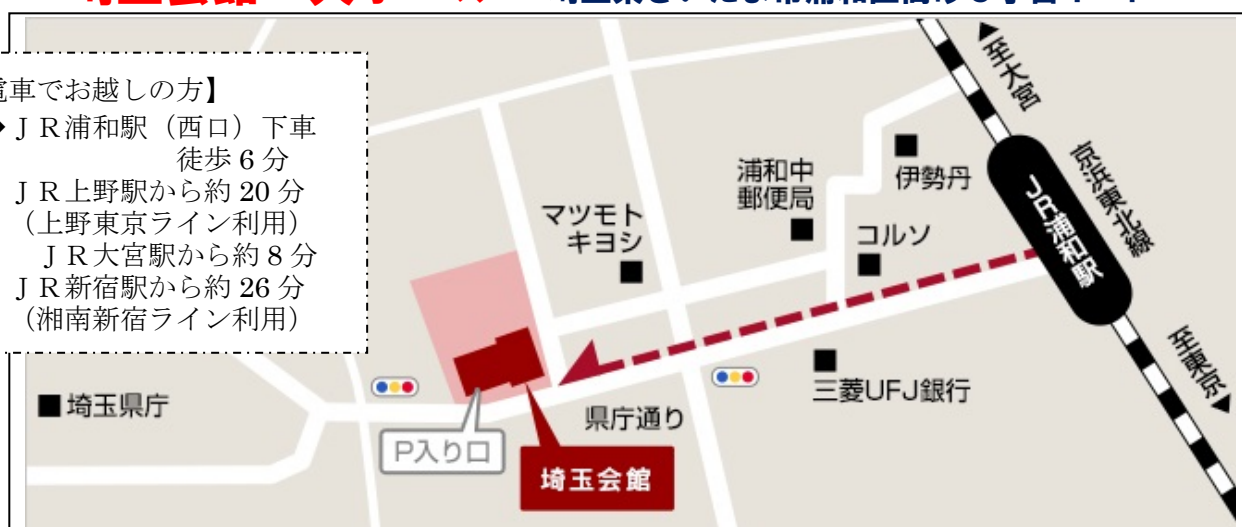 電車でお越しの方】
ＪＲ浦和駅（西口）下車
徒歩 6 分
ＪＲ上野駅から約 20 分
（上野東京ライン利用）
ＪＲ大宮駅から約 8 分
ＪＲ新宿駅から約 26 分
（湘南新宿ライン利用）
▲至大宮
京浜東北線
JR浦和駅
至東京▼
伊勢丹
浦和中
郵便局
コルソ
マツモト
キヨシ
三菱UFJ銀行
県庁通り
■埼玉県庁
P入り口
埼玉会館